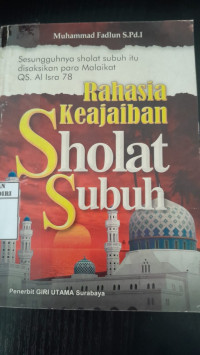 Muhammad Fadlun S.Pd.I
Sesungguhnya sholat subuh itu
disaksikan para Malaikat
QS. Al Isra 78
Rahasia
Keajaiban
Sholat
Subuh
Penerbit GIRI UTAMA Surabaya